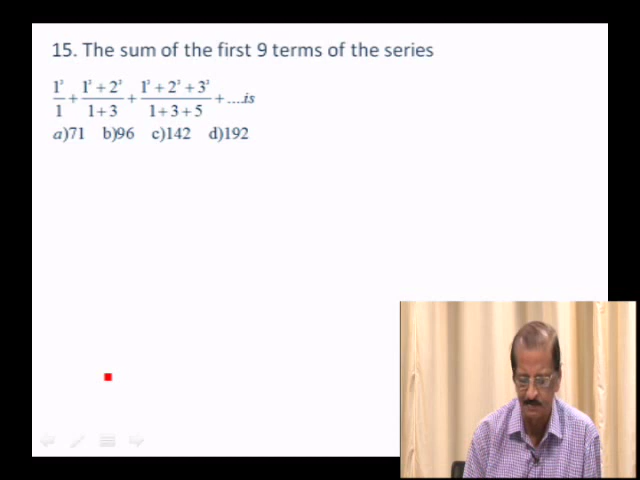 15. The sum of the first 9 terms of the series
1³/1 + (1³ + 2³)/(1 + 3) + (1³ + 2³ + 3³)/(1 + 3 + 5) + ....is
a)71 b)96 c)142 d)192